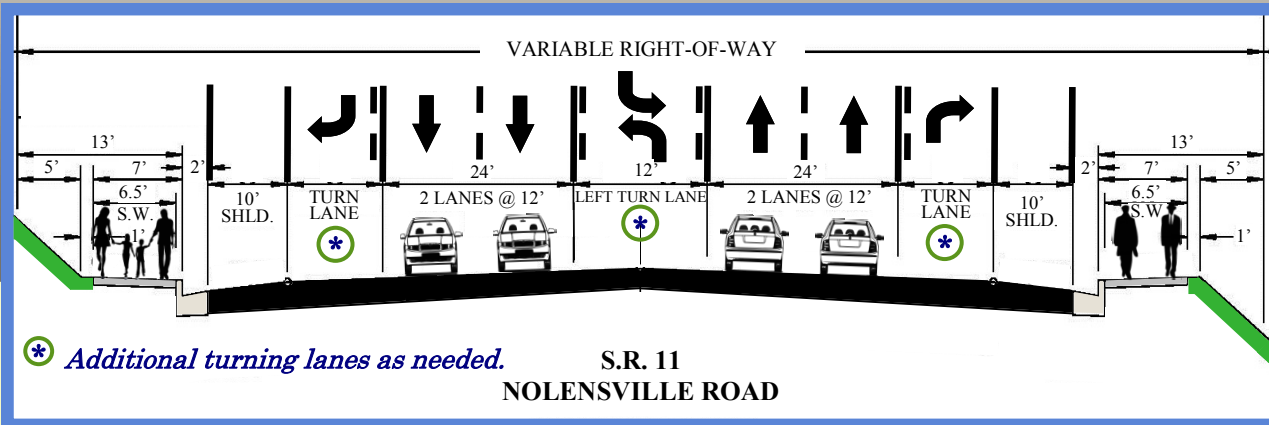 VARIABLE RIGHT-OF-WAY
13’ 13’
5’ 7’ 2’ 24’ 12’ 24’ 2’ 7’ 5’
6.5’ 10’ TURN 2 LANES @ 12’ LEFT TURN LANE 2 LANES @ 12’ TURN 10’ 6.5’
S.W. SHLD. LANE LANE SHLD. S.W
1’ * * * 1’
* Additional turning lanes as needed.
S.R. 11
NOLENSVILLE ROAD